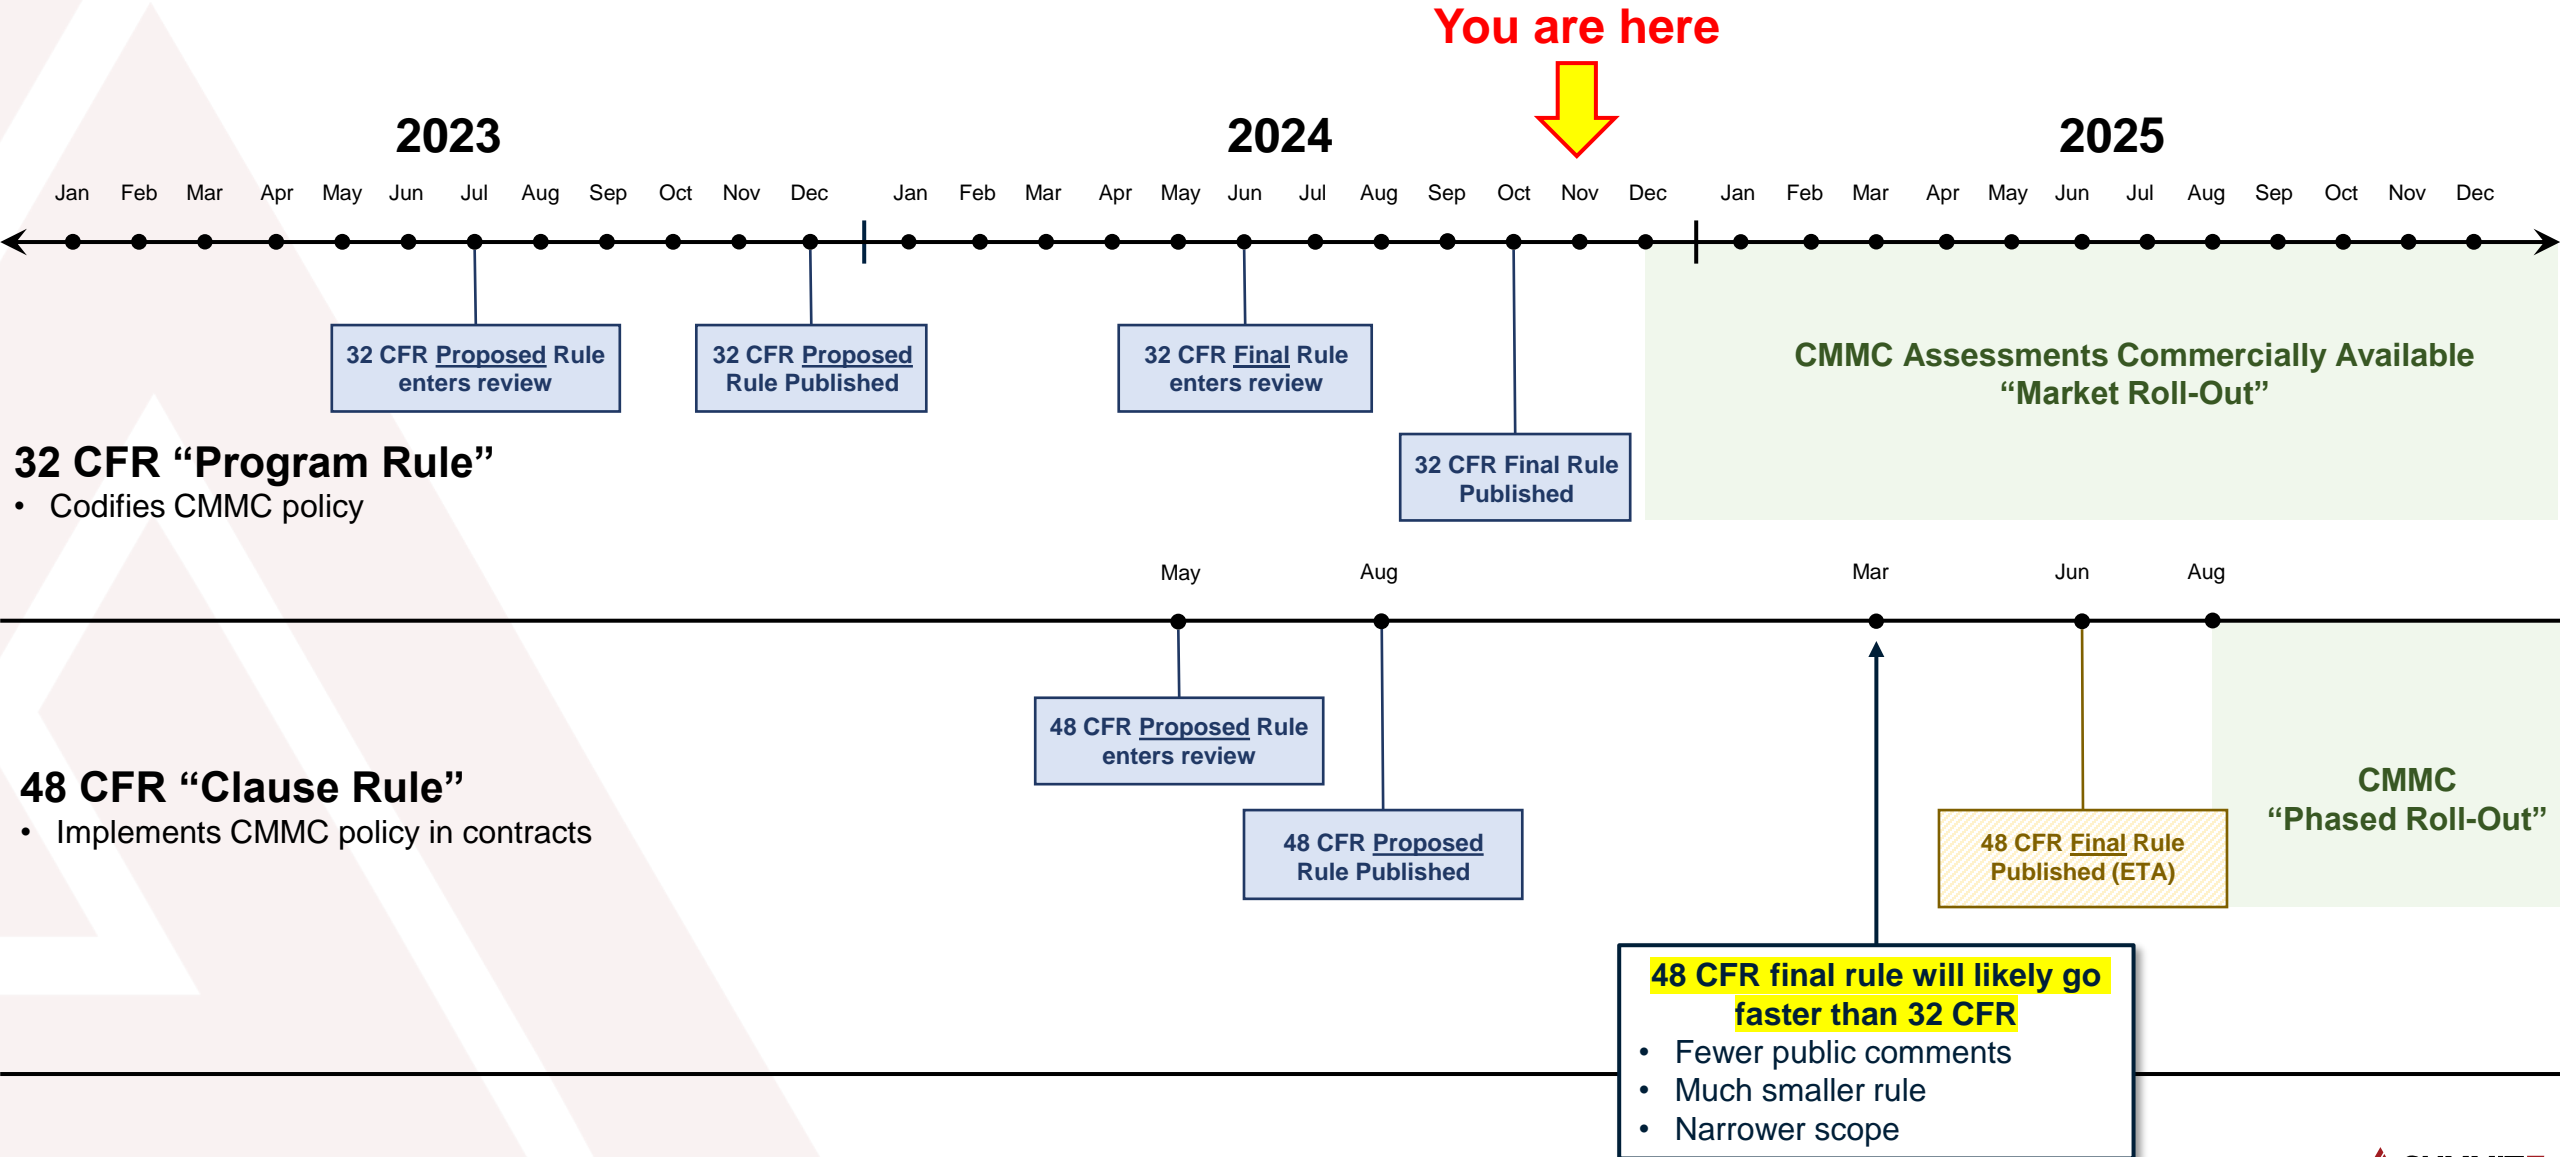 You are here
2023
2024
2025
Jan Feb Mar Apr May Jun Jul Aug Sep Oct Nov Dec Jan Feb Mar Apr May Jun Jul Aug Sep Oct Nov Dec Jan Feb Mar Apr May Jun Jul Aug Sep Oct Nov Dec
32 CFR Proposed Rule
enters review
32 CFR Proposed
Rule Published
32 CFR Final Rule
enters review
32 CFR Final Rule
Published
CMMC Assessments Commercially Available
“Market Roll-Out”
32 CFR “Program Rule”
• Codifies CMMC policy
May Aug Mar Jun Aug
48 CFR Proposed Rule
enters review
48 CFR Proposed
Rule Published
48 CFR Final Rule
Published (ETA)
CMMC
“Phased Roll-Out”
48 CFR “Clause Rule”
• Implements CMMC policy in contracts
48 CFR final rule will likely go
faster than 32 CFR
• Fewer public comments
• Much smaller rule
• Narrower scope